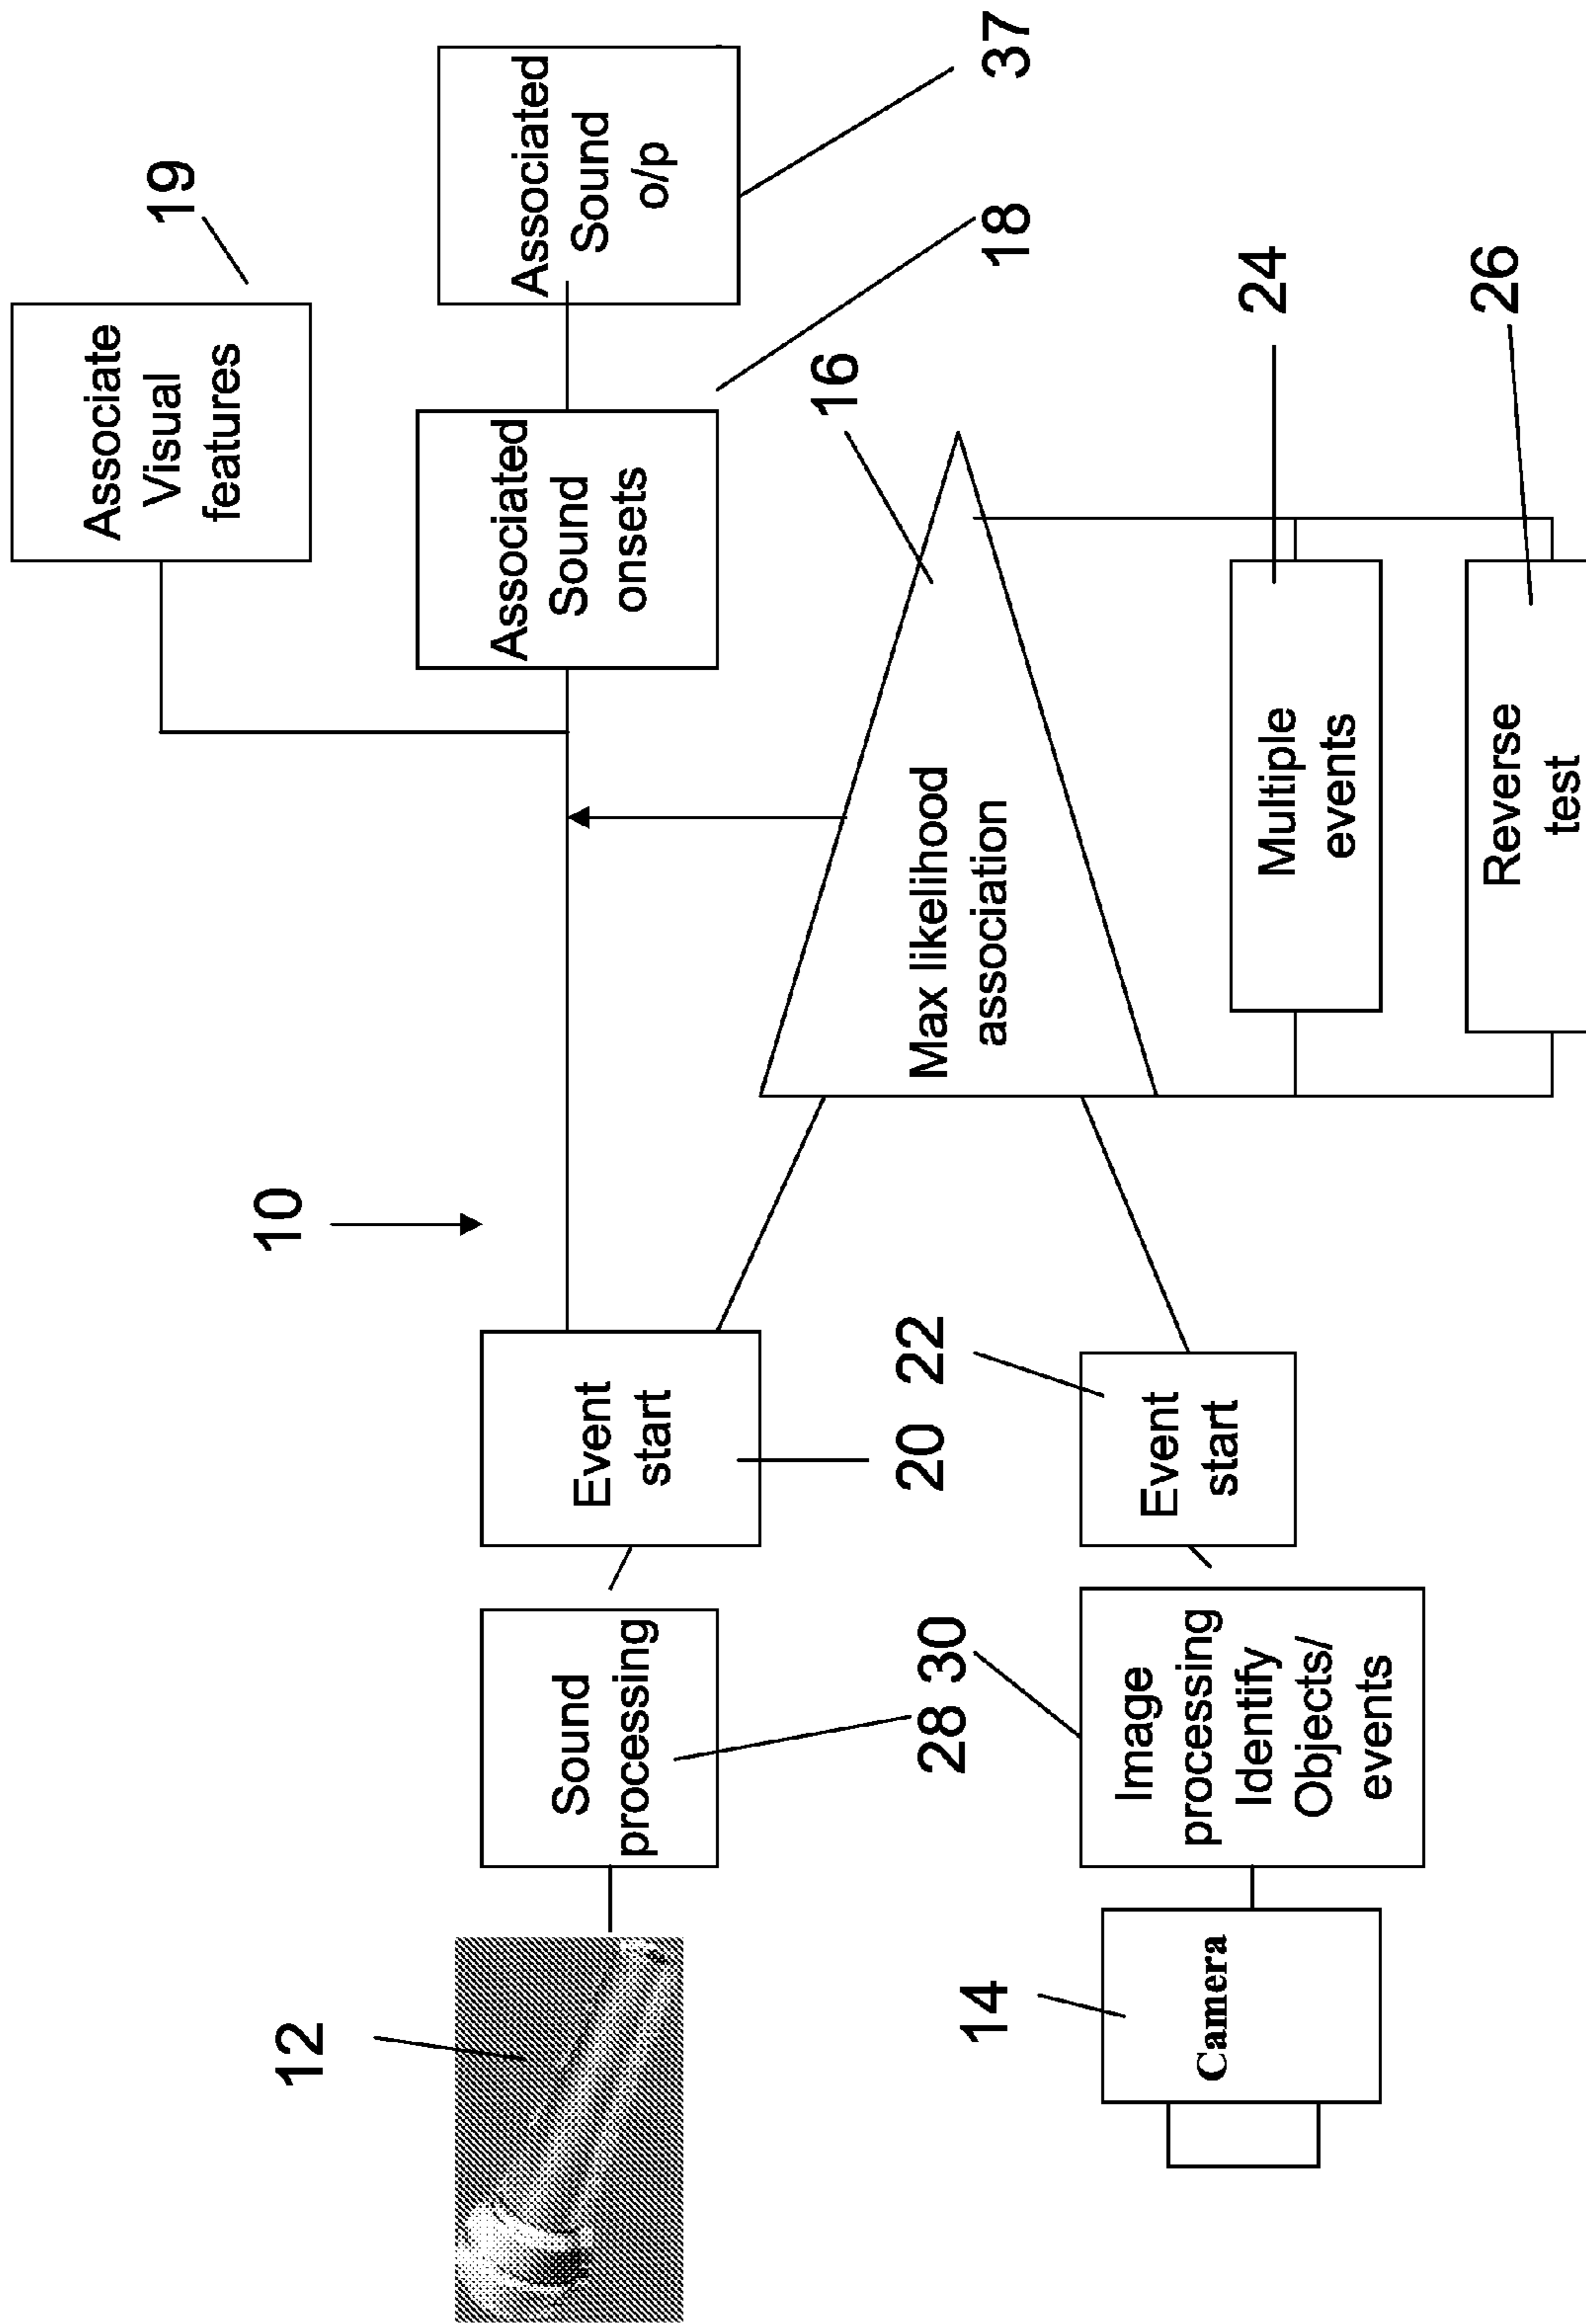 10
19
Associate
Visual
features
12
Sound
processing
28
Event
start
20
Associated
Sound
onsets
18
Associated
Sound
o/p
37
16
Max likelihood
association
14
Camera
30
Image
processing
Identify
Objects/
events
22
Event
start
24
Multiple
events
26
Reverse
test